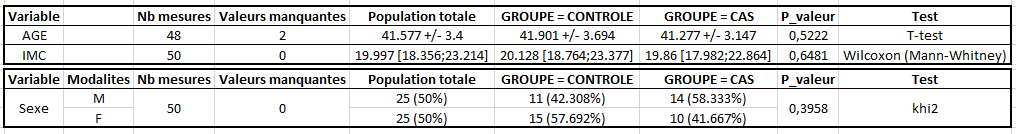 Variable Nb mesures Valeurs manquantes Population totale GROUPE = CONTROLE GROUPE = CAS P_valeur Test
AGE 48 2 41.577 +/- 3.4 41.901 +/- 3.694 41.277 +/- 3.147 0,5222 T-test
IMC 50 0 19.997 [18.356;23.214] 20.128 [18.764;23.377] 19.86 [17.982;22.864] 0,6481 Wilcoxon (Mann-Whitney)
Variable Modalites Nb mesures Valeurs manquantes Population totale GROUPE = CONTROLE GROUPE = CAS P_valeur Test
Sexe M 50 0 25 (50%) 11 (42.308%) 14 (58.333%) 0,3958 khi2
F 25 (50%) 15 (57.692%) 10 (41.667%)